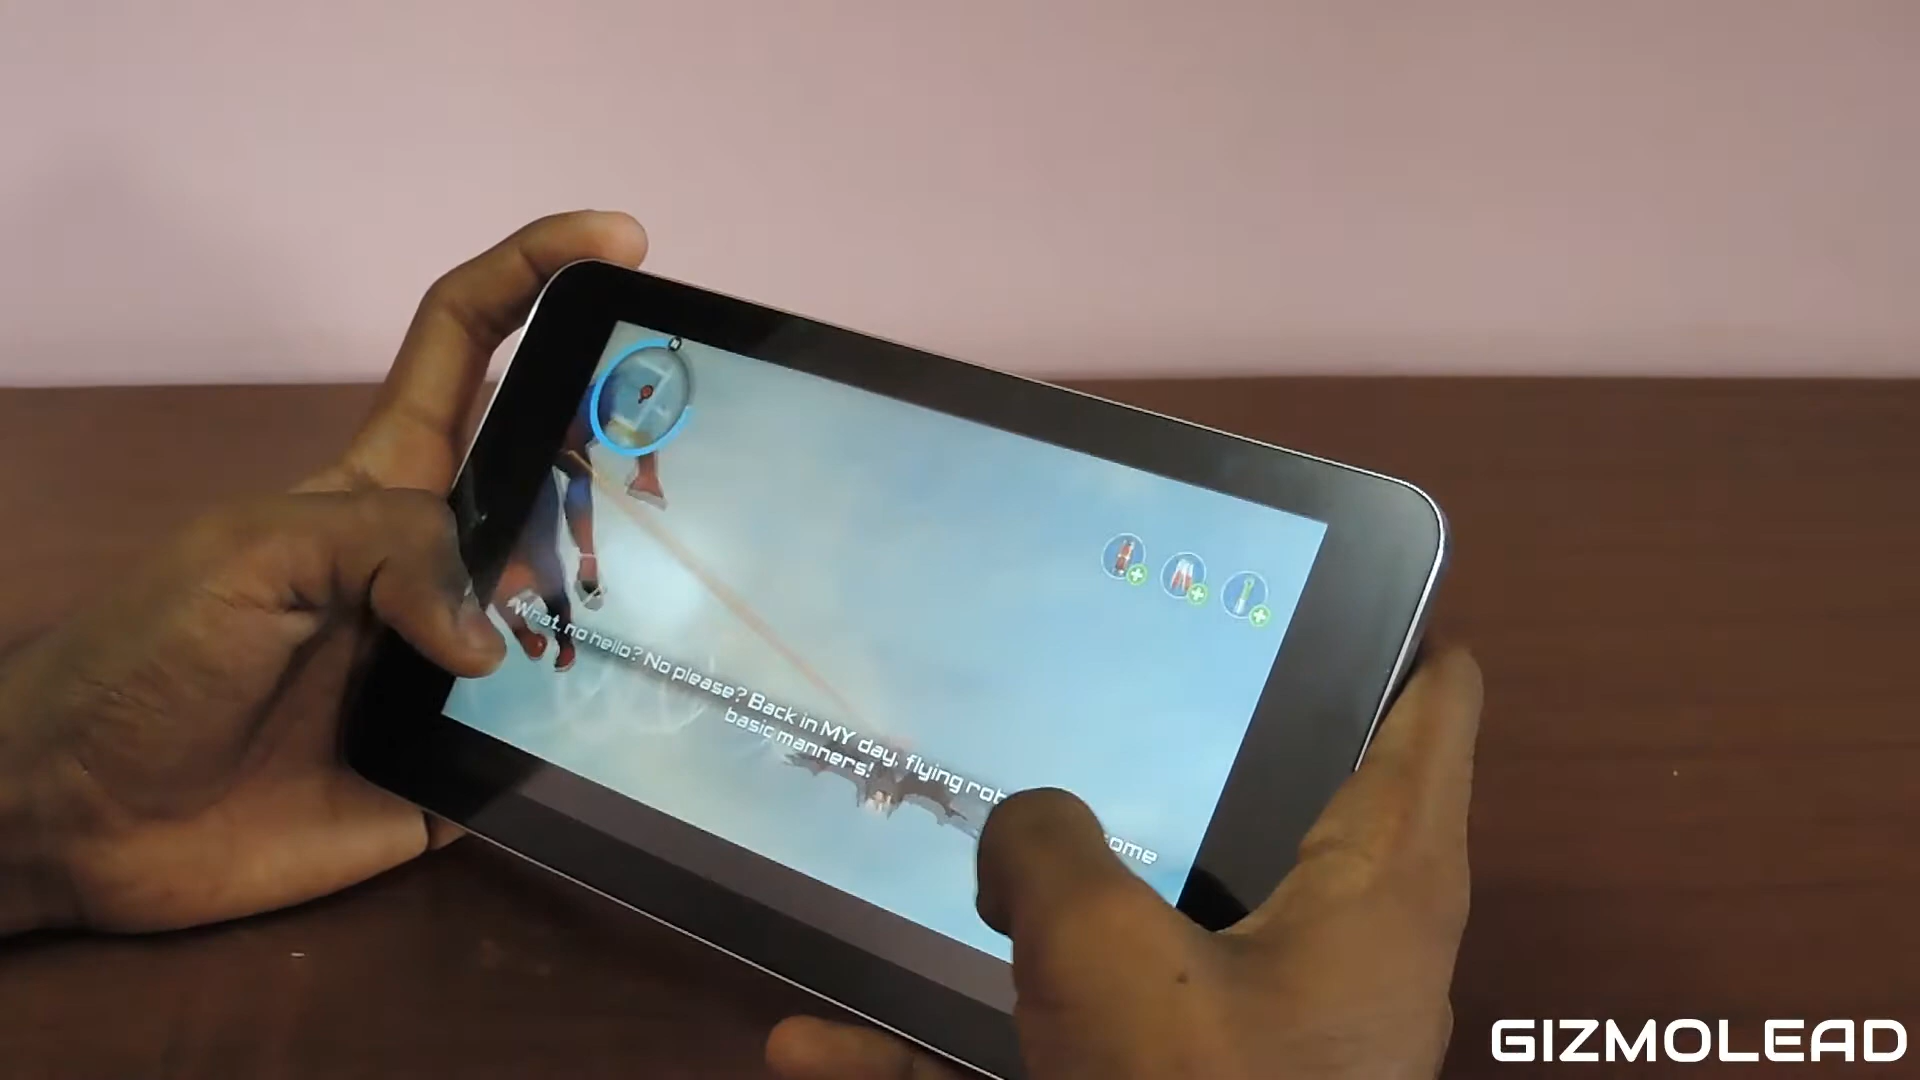 What, no hello? No please? Back in MY day, flying rob ome
basic manners!
GIZMOLEAD